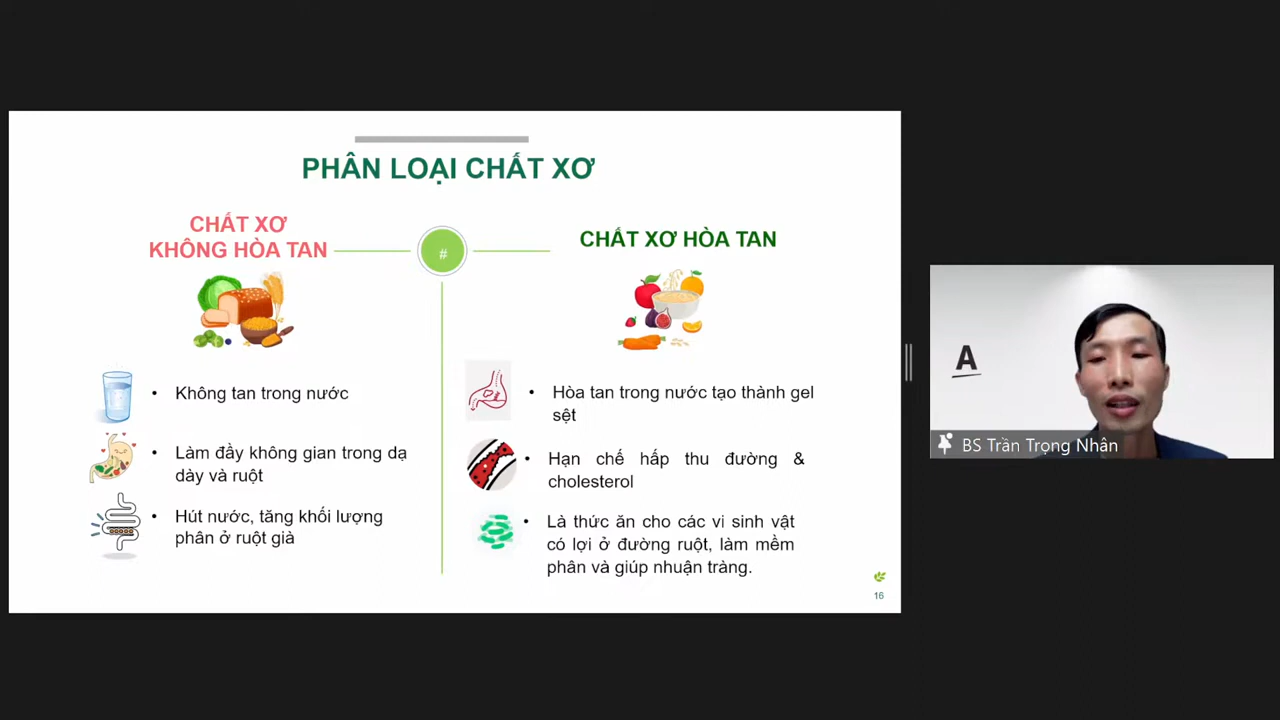 PHÂN LOẠI CHẤT XƠ
CHẤT XƠ
KHÔNG HÒA TAN
#
CHẤT XƠ HÒA TAN
• Không tan trong nước
• Làm đầy không gian trong dạ
dày và ruột
• Hút nước, tăng khối lượng
phân ở ruột già
• Hòa tan trong nước tạo thành gel
sệt
• Hạn chế hấp thu đường &
cholesterol
• Là thức ăn cho các vi sinh vật
có lợi ở đường ruột, làm mềm
phân và giúp nhuận tràng.
16
A
BS Trần Trọng Nhân